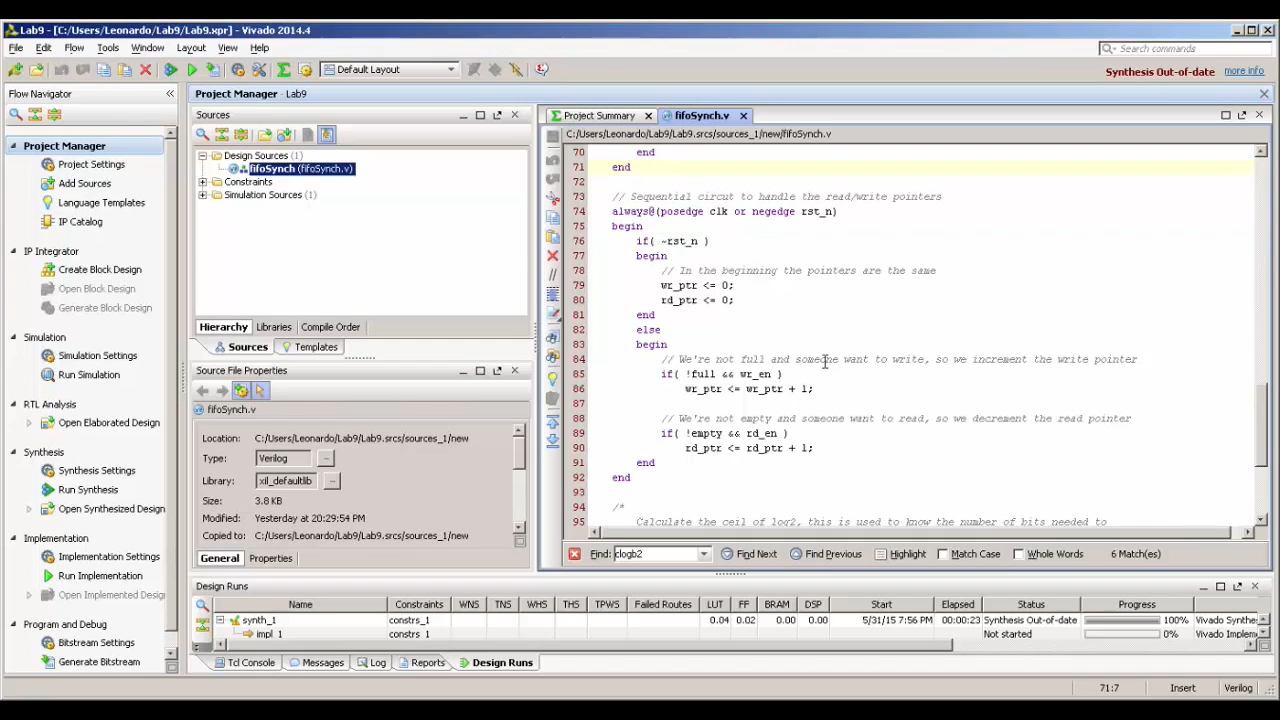 Lab9 - [C:/Users/Leonardo/Lab9/Lab9.xpr] - Vivado 2014.4
File Edit Flow Tools Window Layout View Help
Search commands
Default Layout
Synthesis Out-of-date more info
Flow Navigator
Project Manager
Project Settings
Add Sources
Language Templates
IP Catalog
IP Integrator
Create Block Design
Open Block Design
Generate Block Design
Simulation
Simulation Settings
Run Simulation
RTL Analysis
Open Elaborated Design
Synthesis
Synthesis Settings
Run Synthesis
Open Synthesized Design
Implementation
Implementation Settings
Run Implementation
Open Implemented Design
Program and Debug
Bitstream Settings
Generate Bitstream
Project Manager - Lab9
Sources
Design Sources (1)
fifoSynch (fifoSynch.v)
Constraints
Simulation Sources (1)
Hierarchy Libraries Compile Order
Sources Templates
Source File Properties
fifoSynch.v
Location: C:/Users/Leonardo/Lab9/Lab9.srcs/sources_1/new
Type: Verilog
Library: xil_defaultlib
Size: 3.8 KB
Modified: Yesterday at 20:29:54 PM
Copied to: C:/Users/Leonardo/Lab9/Lab9.srcs/sources_1/new
General Properties
Project Summary fifoSynch.v
C:/Users/Leonardo/Lab9/Lab9.srcs/sources_1/new/fifoSynch.v
70 end
71 end
72
73 // Sequential circut to handle the read/write pointers
74 always@(posedge clk or negedge rst_n)
75 begin
76 if( ~rst_n )
77 begin
78 // In the beginning the pointers are the same
79 wr_ptr <= 0;
80 rd_ptr <= 0;
81 end
82 else
83 begin
84 // We're not full and someone want to write, so we increment the write pointer
85 if( !full && wr_en )
86 wr_ptr <= wr_ptr + 1;
87
88 // We're not empty and someone want to read, so we decrement the read pointer
89 if( !empty && rd_en )
90 rd_ptr <= rd_ptr + 1;
91 end
92 end
93
94 /*
95 Calculate the ceil of log2, this is used to know the number of bits needed to
Find: clogb2 Find Next Find Previous Highlight Match Case Whole Words 6 Match(es)
Design Runs
Name Constraints WNS TNS WHS THS TPWS Failed Routes LUT FF BRAM DSP Start Elapsed Status Progress
synth_1 constrs_1 0.04 0.02 0.00 0.00 5/31/15 7:56 PM 00:00:23 Synthesis Out-of-date 100% Vivado Synthe
impl_1 constrs_1 Not started 0% Vivado Implem
Tcl Console Messages Log Reports Design Runs
71:7 Insert Verilog